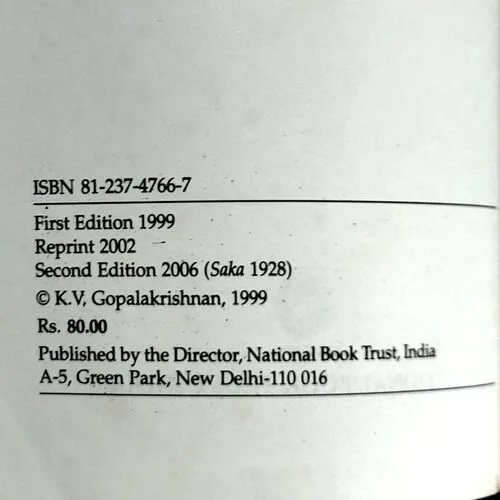 ISBN 81-237-4766-7
First Edition 1999
Reprint 2002
Second Edition 2006 (Saka 1928)
© K.V, Gopalakrishnan, 1999
Rs. 80.00
Published by the Director, National Book Trust, India
A-5, Green Park, New Delhi-110 016